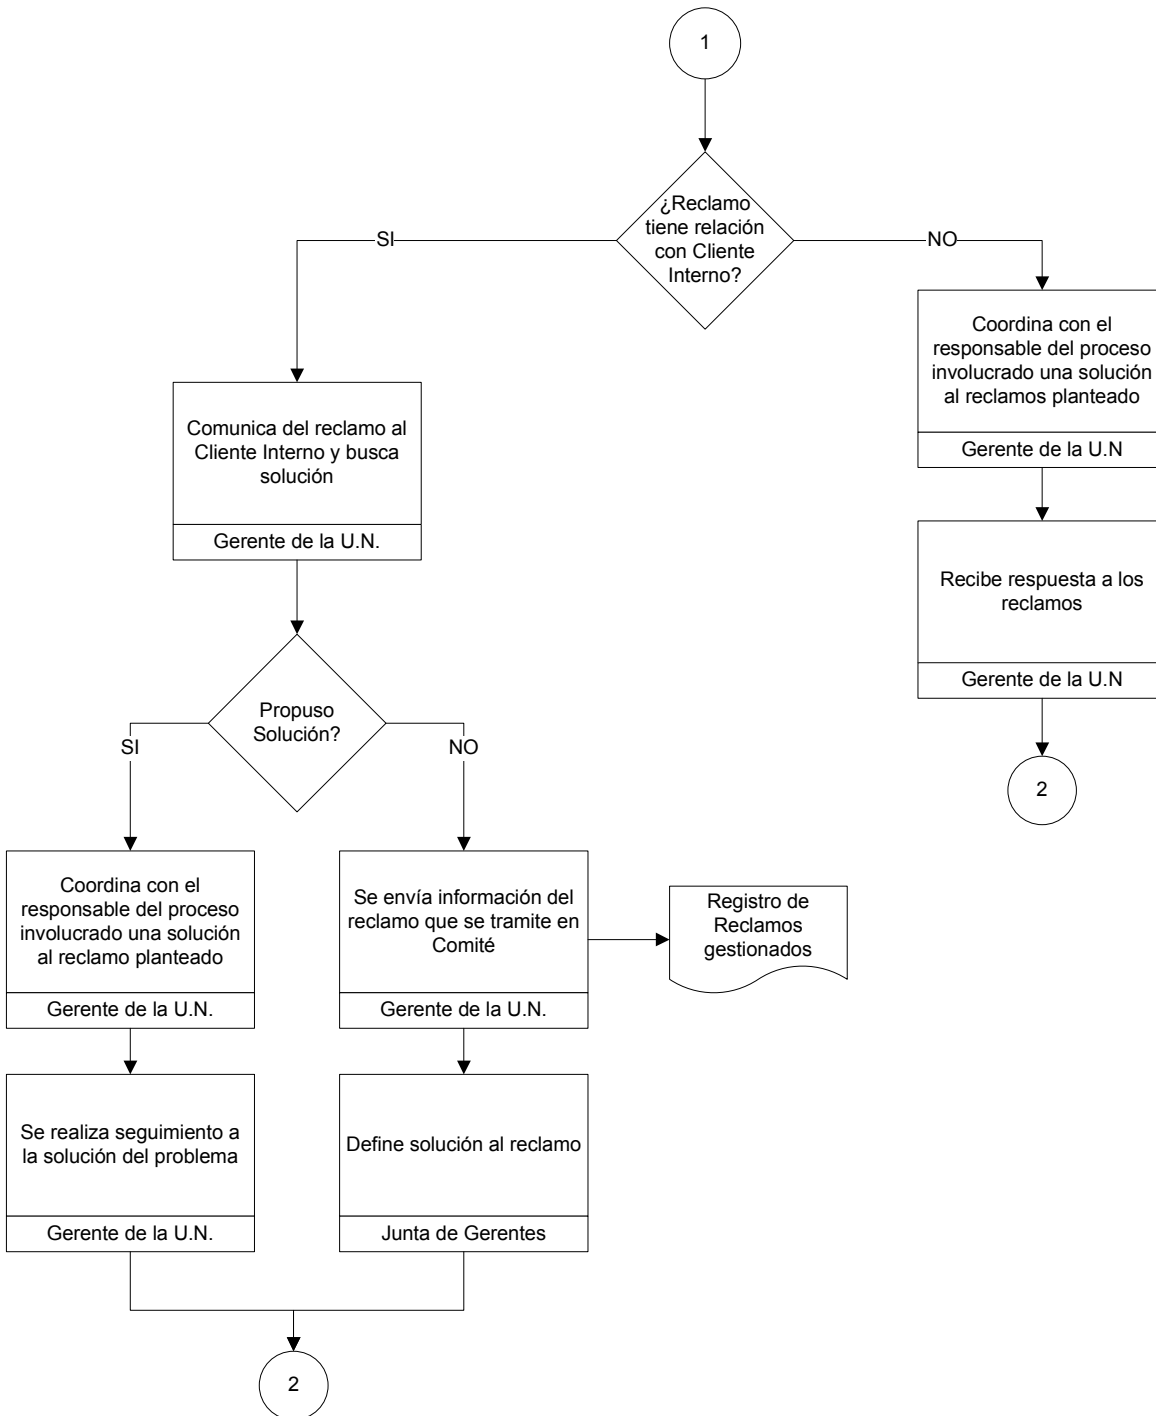 1
¿Reclamo
tiene relación
con Cliente
Interno?
SI
NO
Coordina con el
responsable del proceso
involucrado una solución
al reclamos planteado
Gerente de la U.N
Comunica del reclamo al
Cliente Interno y busca
solución
Gerente de la U.N.
Recibe respuesta a los
reclamos
Gerente de la U.N
2
Propuso
Solución?
SI
NO
Coordina con el
responsable del proceso
involucrado una solución
al reclamo planteado
Gerente de la U.N.
Se envía información del
reclamo que se tramite en
Comité
Gerente de la U.N.
Registro de
Reclamos
gestionados
Se realiza seguimiento a
la solución del problema
Gerente de la U.N.
Define solución al reclamo
Junta de Gerentes
2